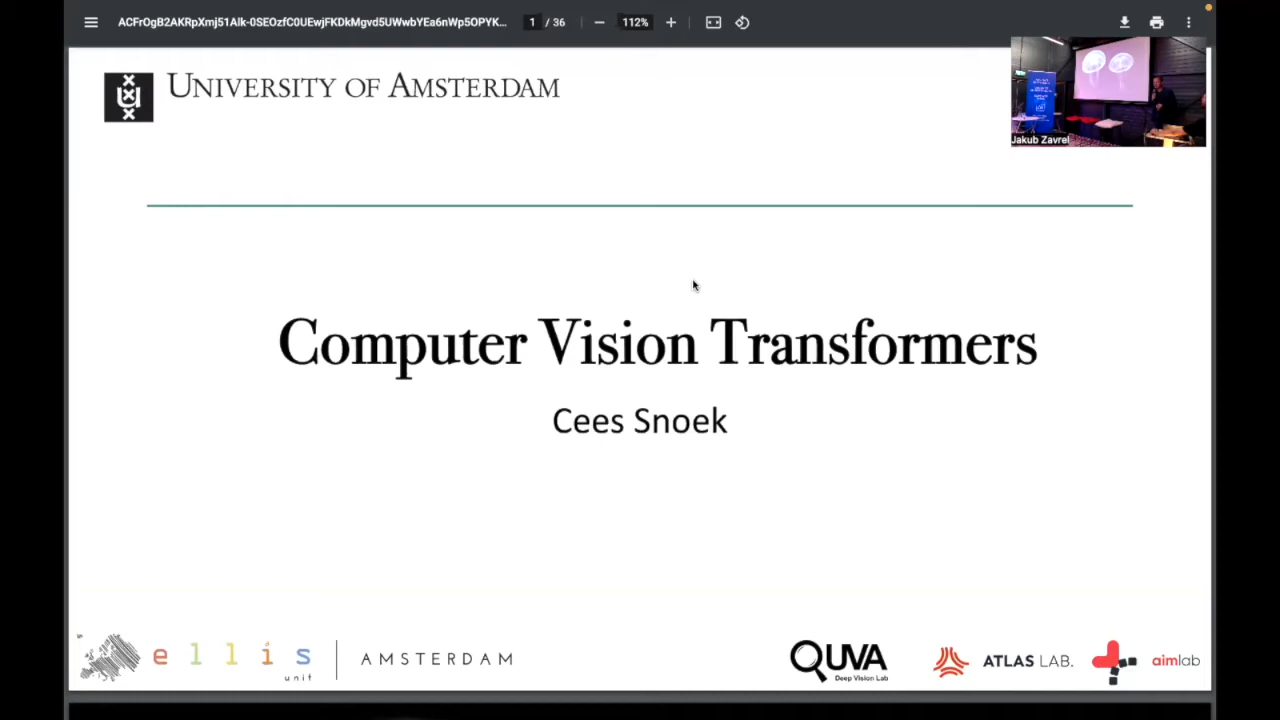 ACFrOgB2AKRpXmj51Alk-0SEOzfC0UEwjFKDkMgvd5UWwbYEa6nWp5OPYK... 1 / 36 112%
UNIVERSITY OF AMSTERDAM
Jakub Zavrel
Computer Vision Transformers
Cees Snoek
ellis
unit
AMSTERDAM
QUVA
Deep Vision Lab
ATLAS LAB.
aimlab